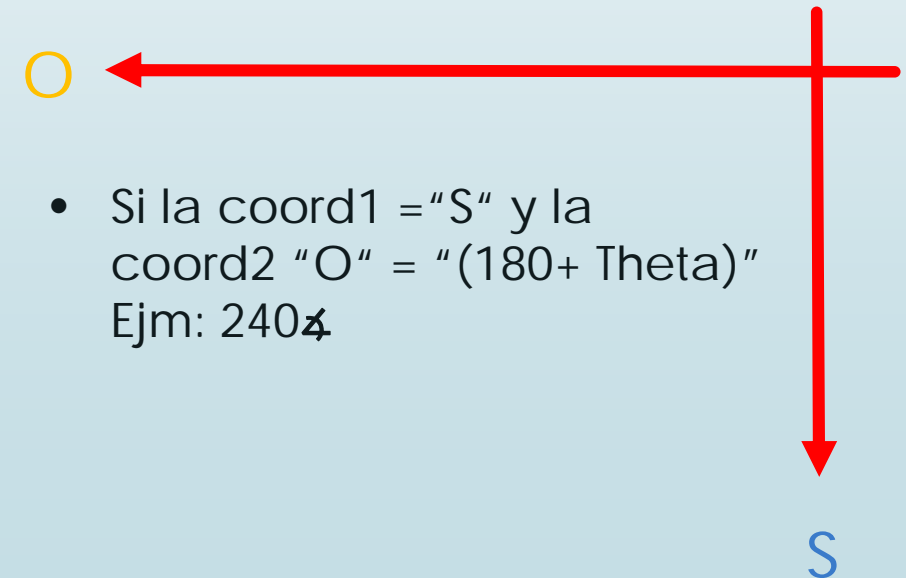 O
• Si la coord1 =“S“ y la
coord2 “O“ = “(180+ Theta)”
Ejm: 240∡
S